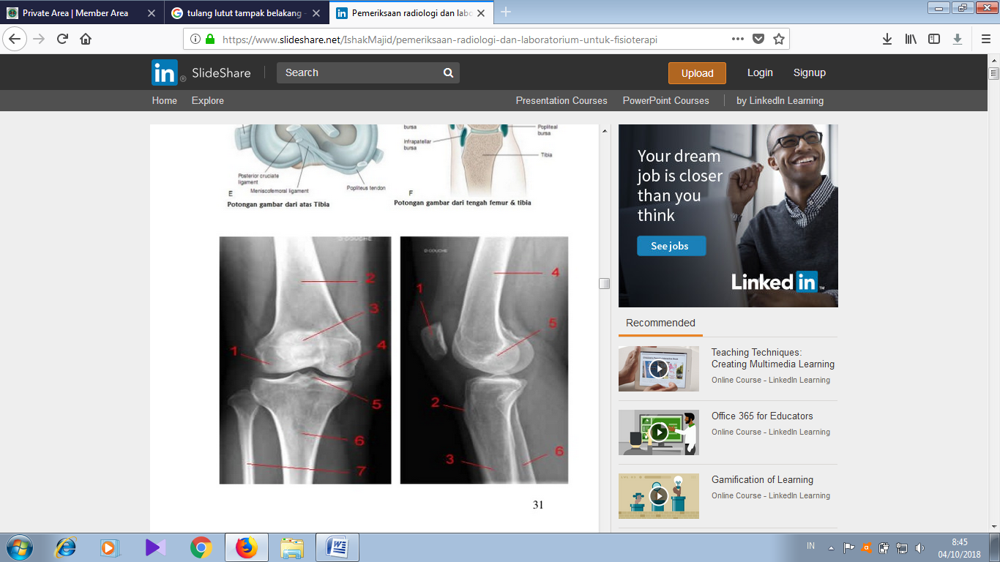 Private Area | Member Area
tulang lutut tampak belakang -
Pemeriksaan radiologi dan labo
https://www.slideshare.net/IshakMajid/pemeriksaan-radiologi-dan-laboratorium-untuk-fisioterapi
in SlideShare
Search
Upload
Login
Signup
Home
Explore
Presentation Courses
PowerPoint Courses
by LinkedIn Learning
Posterior cruciate
ligament
Meniscofemoral ligament
Popliteus tendon
E
Potongan gambar dari atas Tibia
bursa
Infrapatellar
bursa
Popliteal
bursa
Tibia
F
Potongan gambar dari tengah femur & tibia
D COUCHE
2
3
1
4
5
6
7
D COUCHE
4
1
5
2
3
6
31
Your dream
job is closer
than you
think
See jobs
Linked in
TM
Recommended
Teaching Techniques:
Creating Multimedia Learning
Online Course - LinkedIn Learning
Office 365 for Educators
Online Course - LinkedIn Learning
Gamification of Learning
Online Course - LinkedIn Learning
IN
8:45
04/10/2018